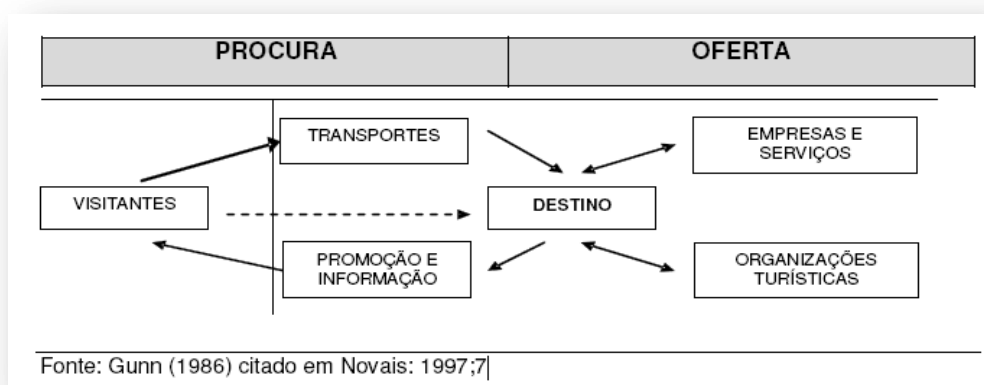 PROCURA
OFERTA
TRANSPORTES
EMPRESAS E
SERVIÇOS
VISITANTES
DESTINO
PROMOÇÃO E
INFORMAÇÃO
ORGANIZAÇÕES
TURÍSTICAS
Fonte: Gunn (1986) citado em Novais: 1997;7